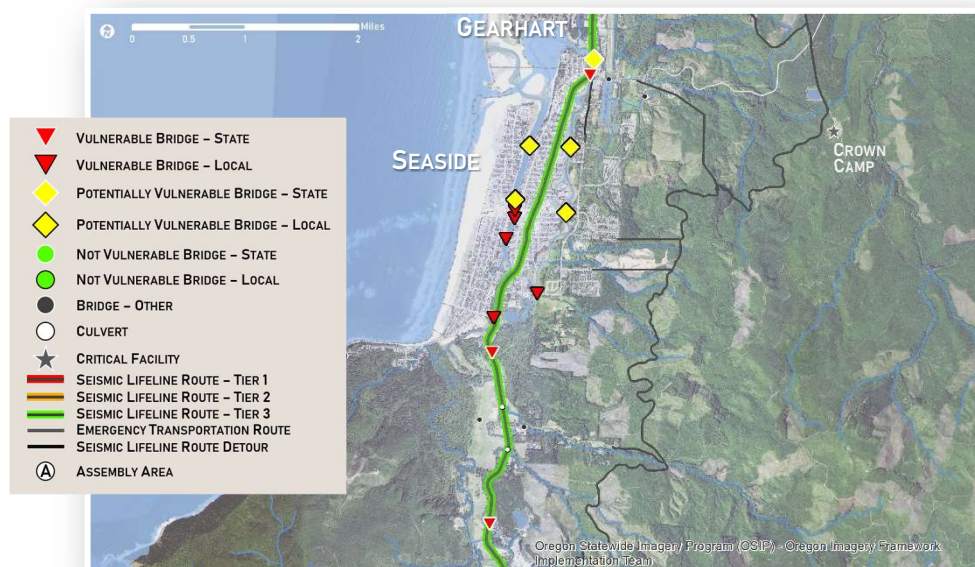 GEARHART
Miles
0 0.5 1 2
SEASIDE
CROWN
CAMP
VULNERABLE BRIDGE – STATE
VULNERABLE BRIDGE – LOCAL
POTENTIALLY VULNERABLE BRIDGE – STATE
POTENTIALLY VULNERABLE BRIDGE – LOCAL
NOT VULNERABLE BRIDGE – STATE
NOT VULNERABLE BRIDGE – LOCAL
BRIDGE – OTHER
CULVERT
CRITICAL FACILITY
SEISMIC LIFELINE ROUTE – TIER 1
SEISMIC LIFELINE ROUTE – TIER 2
SEISMIC LIFELINE ROUTE – TIER 3
EMERGENCY TRANSPORTATION ROUTE
SEISMIC LIFELINE ROUTE DETOUR
A ASSEMBLY AREA
Oregon Statewide Imagery Program (OSIP) - Oregon Imagery Framework
Implementation Team